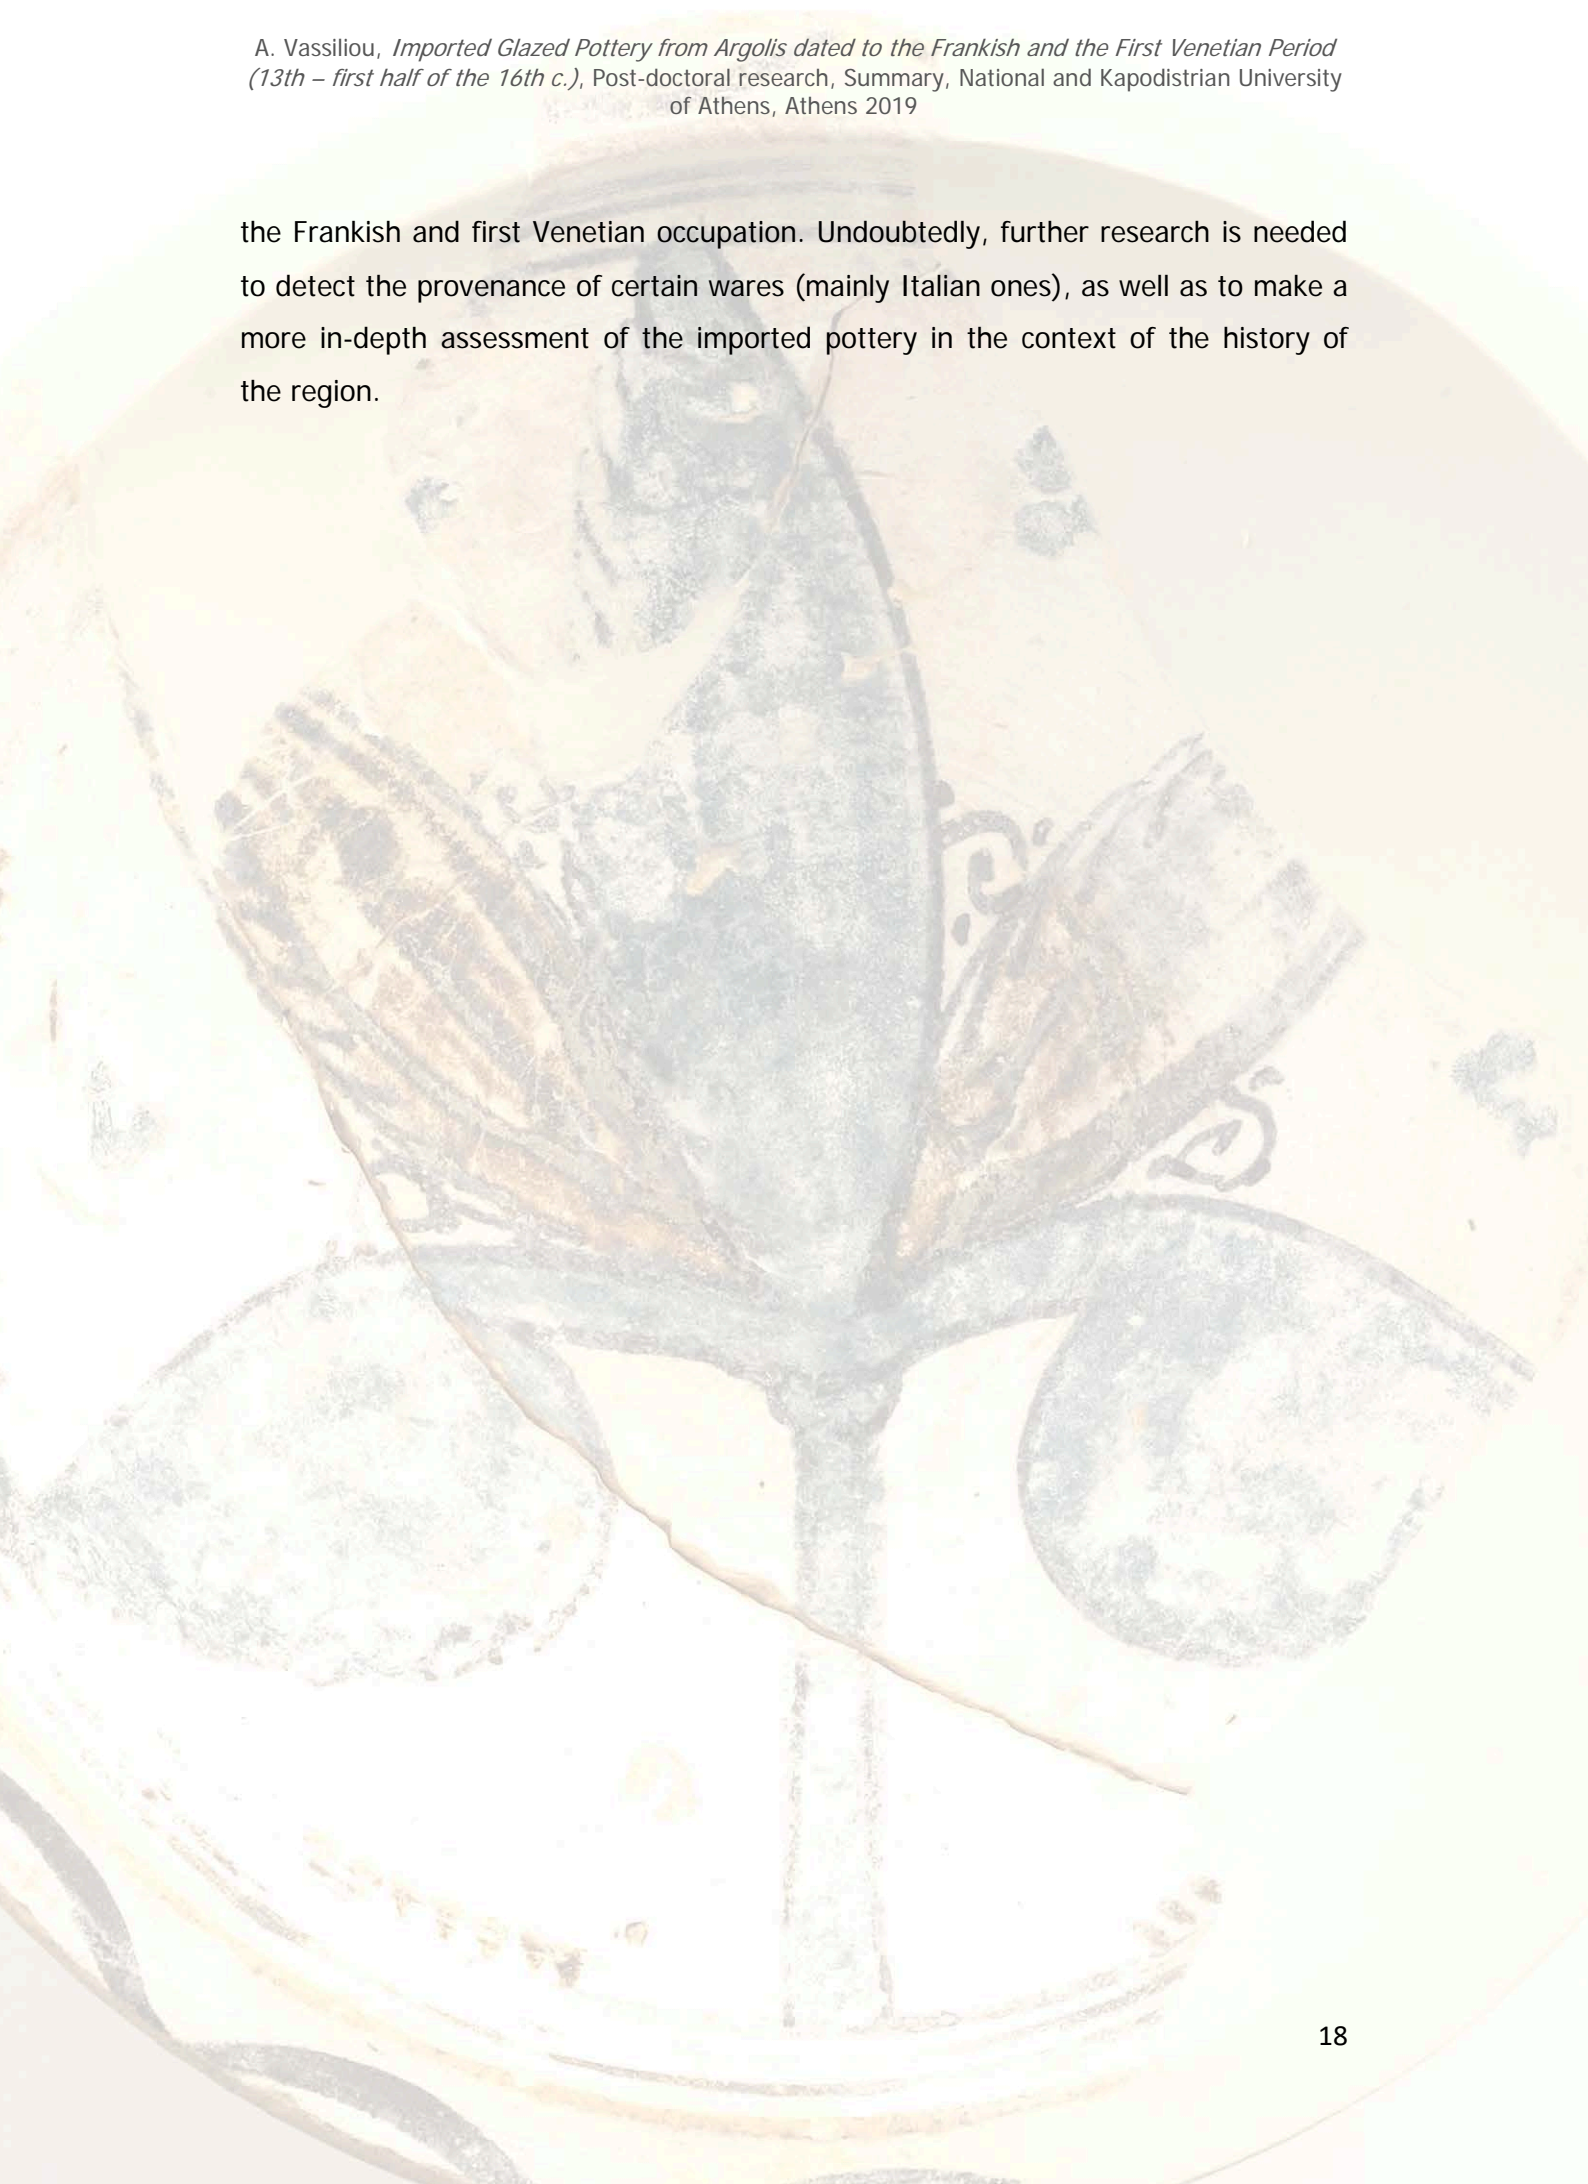 A. Vassiliou, Imported Glazed Pottery from Argolis dated to the Frankish and the First Venetian Period
(13th – first half of the 16th c.), Post-doctoral research, Summary, National and Kapodistrian University
of Athens, Athens 2019
the Frankish and first Venetian occupation. Undoubtedly, further research is needed
to detect the provenance of certain wares (mainly Italian ones), as well as to make a
more in-depth assessment of the imported pottery in the context of the history of
the region.
18